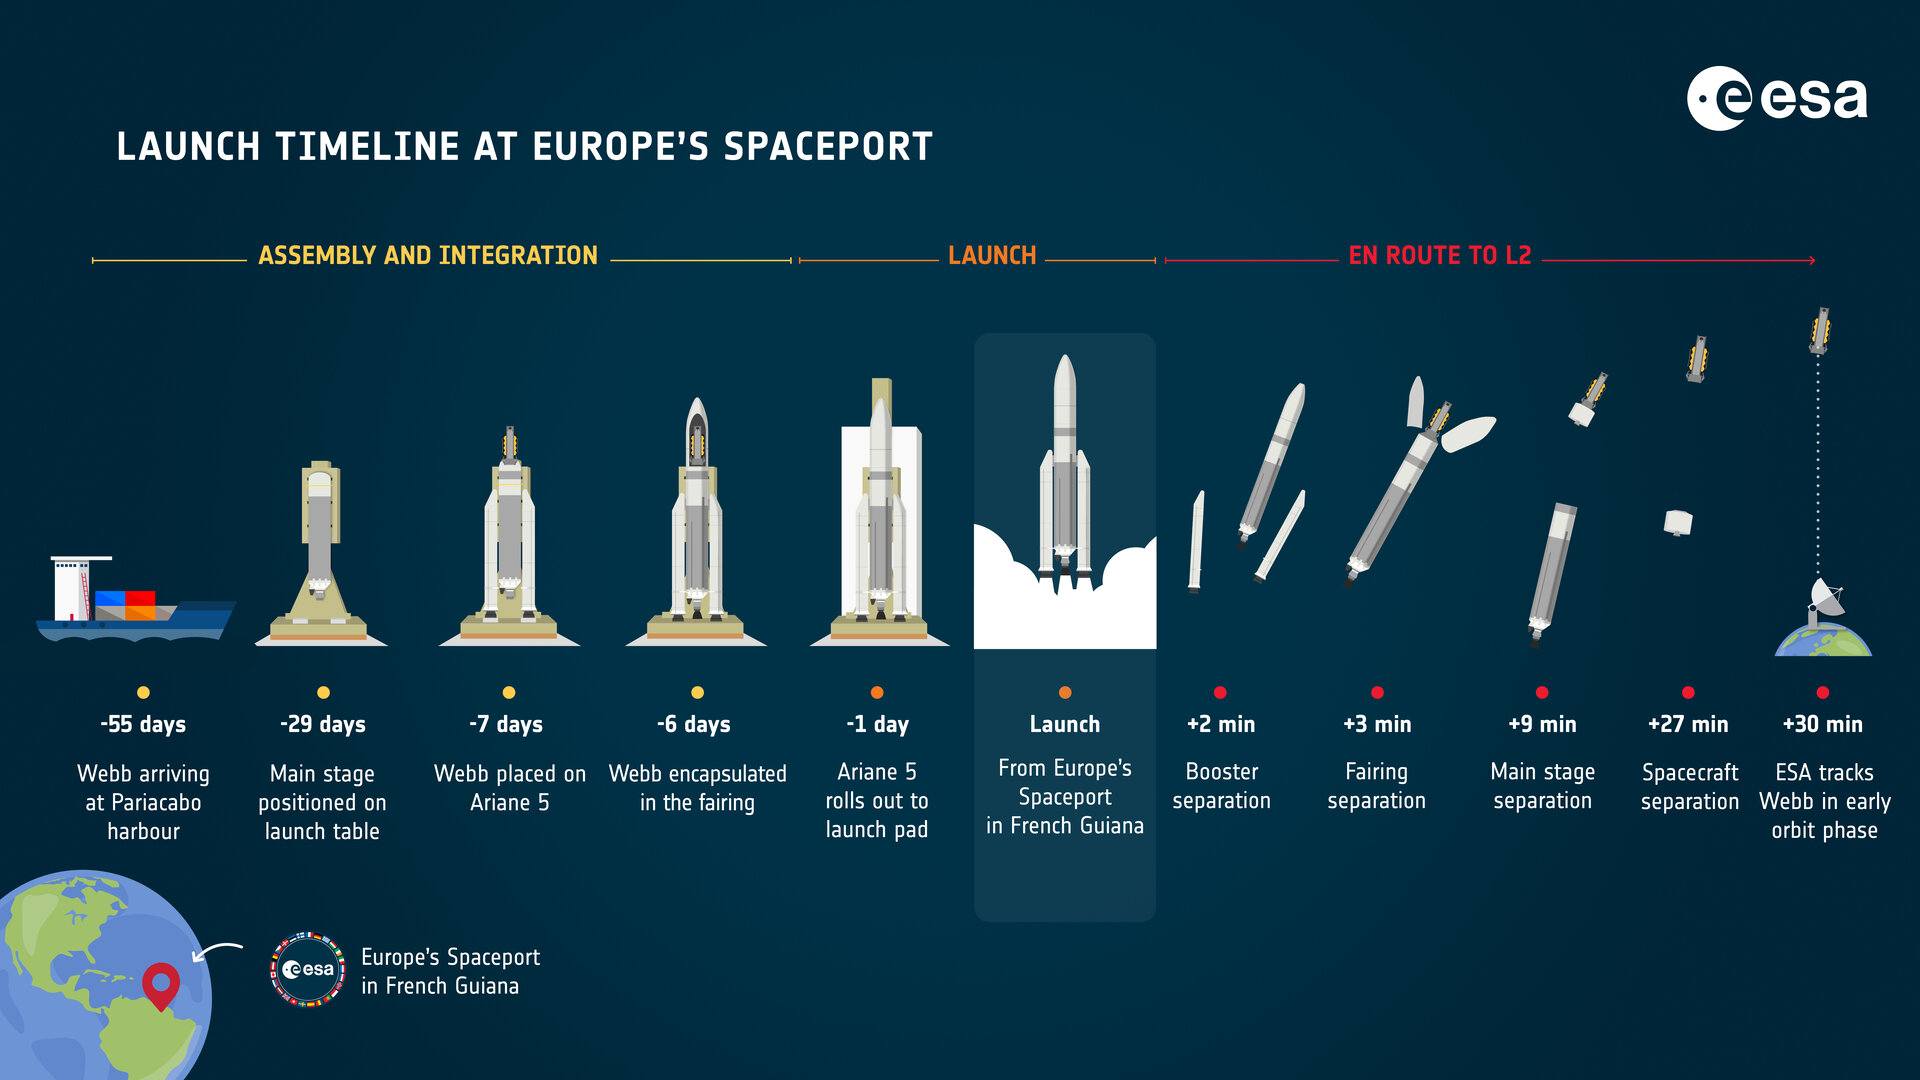 esa
LAUNCH TIMELINE AT EUROPE'S SPACEPORT
ASSEMBLY AND INTEGRATION
LAUNCH
EN ROUTE TO L2
-55 days
Webb arriving
at Pariacabo
harbour
-29 days
Main stage
positioned on
launch table
-7 days
Webb placed on
Ariane 5
-6 days
Webb encapsulated
in the fairing
-1 day
Ariane 5
rolls out to
launch pad
Launch
From Europe's
Spaceport
in French Guiana
+2 min
Booster
separation
+3 min
Fairing
separation
+9 min
Main stage
separation
+27 min
Spacecraft
separation
+30 min
ESA tracks
Webb in early
orbit phase
esa
Europe's Spaceport
in French Guiana